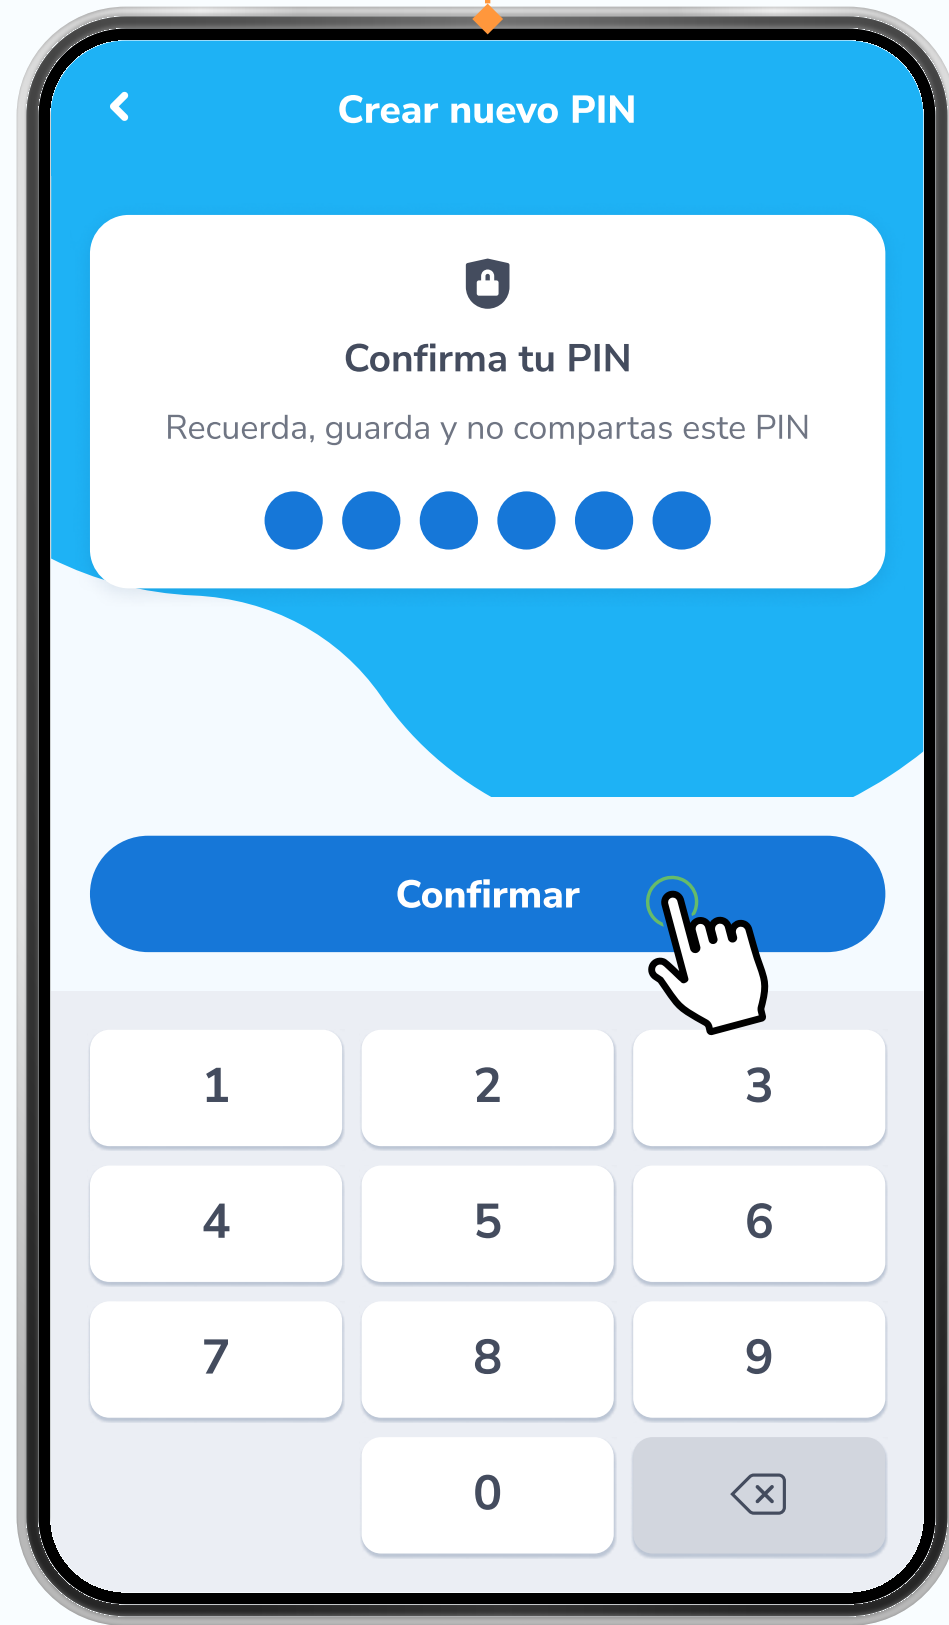 Crear nuevo PIN
Confirma tu PIN
Recuerda, guarda y no compartas este PIN
Confirmar
1 2 3
4 5 6
7 8 9
0